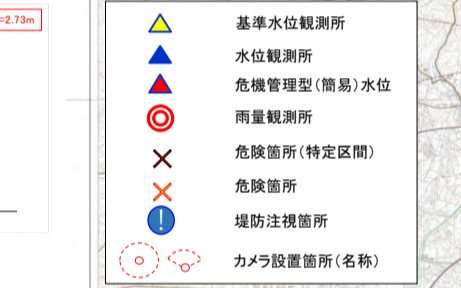 =2.73m
基準水位観測所
水位観測所
危機管理型(簡易)水位
雨量観測所
危険箇所(特定区間)
危険箇所
堤防注視箇所
カメラ設置箇所(名称)